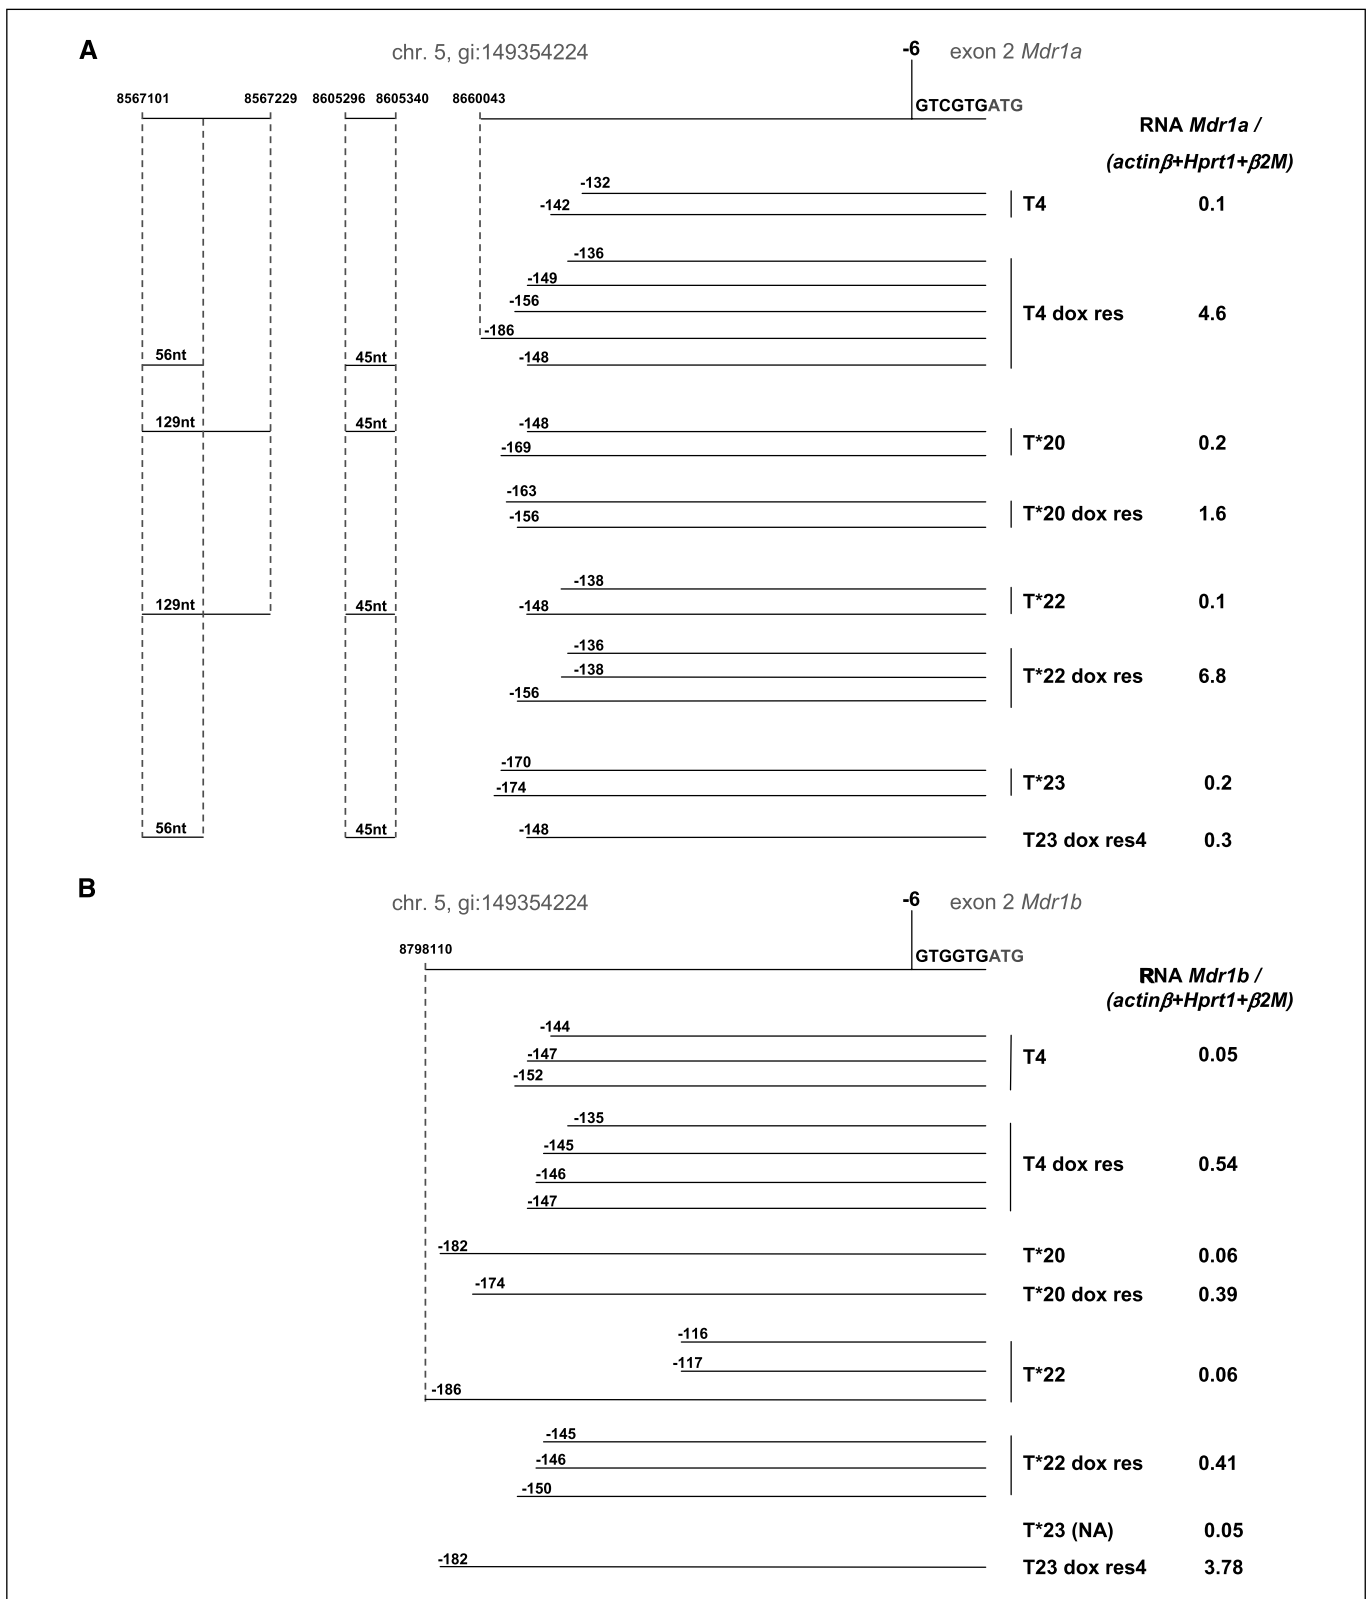 A
chr. 5, gi:149354224
-6
exon 2 Mdr1a
8567101
8567229
8605296
8605340
8660043
GTCGTGATG
RNA Mdr1a /
(actinβ+Hprt1+β2M)
-132
-142
T4
0.1
-136
-149
-156
-186
56nt
45nt
-148
T4 dox res
4.6
129nt
45nt
-148
-169
T*20
0.2
-163
-156
T*20 dox res
1.6
-138
129nt
45nt
-148
T*22
0.1
-136
-138
-156
T*22 dox res
6.8
-170
-174
T*23
0.2
56nt
45nt
-148
T23 dox res4
0.3
B
chr. 5, gi:149354224
-6
exon 2 Mdr1b
8798110
GTGGTGATG
RNA Mdr1b /
(actinβ+Hprt1+β2M)
-144
-147
-152
T4
0.05
-135
-145
-146
-147
T4 dox res
0.54
-182
T*20
0.06
-174
T*20 dox res
0.39
-116
-117
-186
T*22
0.06
-145
-146
-150
T*22 dox res
0.41
T*23 (NA)
0.05
-182
T23 dox res4
3.78